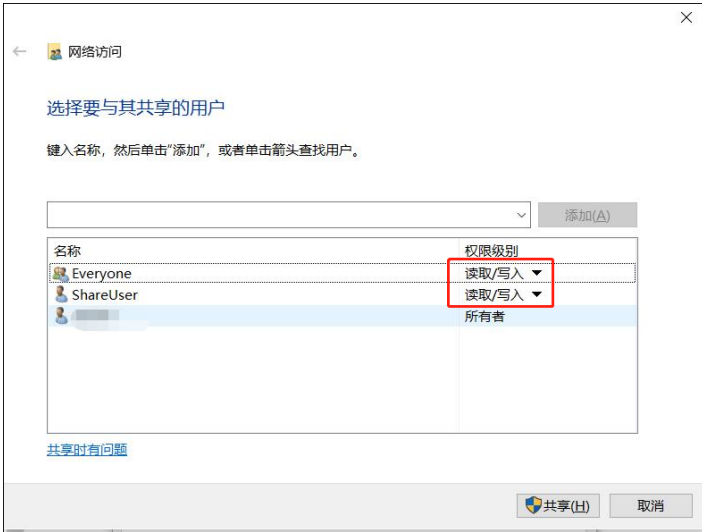 网络访问
选择要与其共享的用户
键入名称，然后单击“添加”，或者单击箭头查找用户。
添加(A)
名称 权限级别
Everyone 读取/写入
ShareUser 读取/写入
所有者
共享时有问题
共享(H) 取消